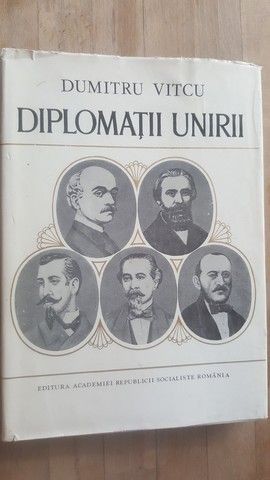 DUMITRU VITCU
DIPLOMAȚII UNIRII
EDITURA ACADEMIEI REPUBLICII SOCIALISTE ROMÂNIA